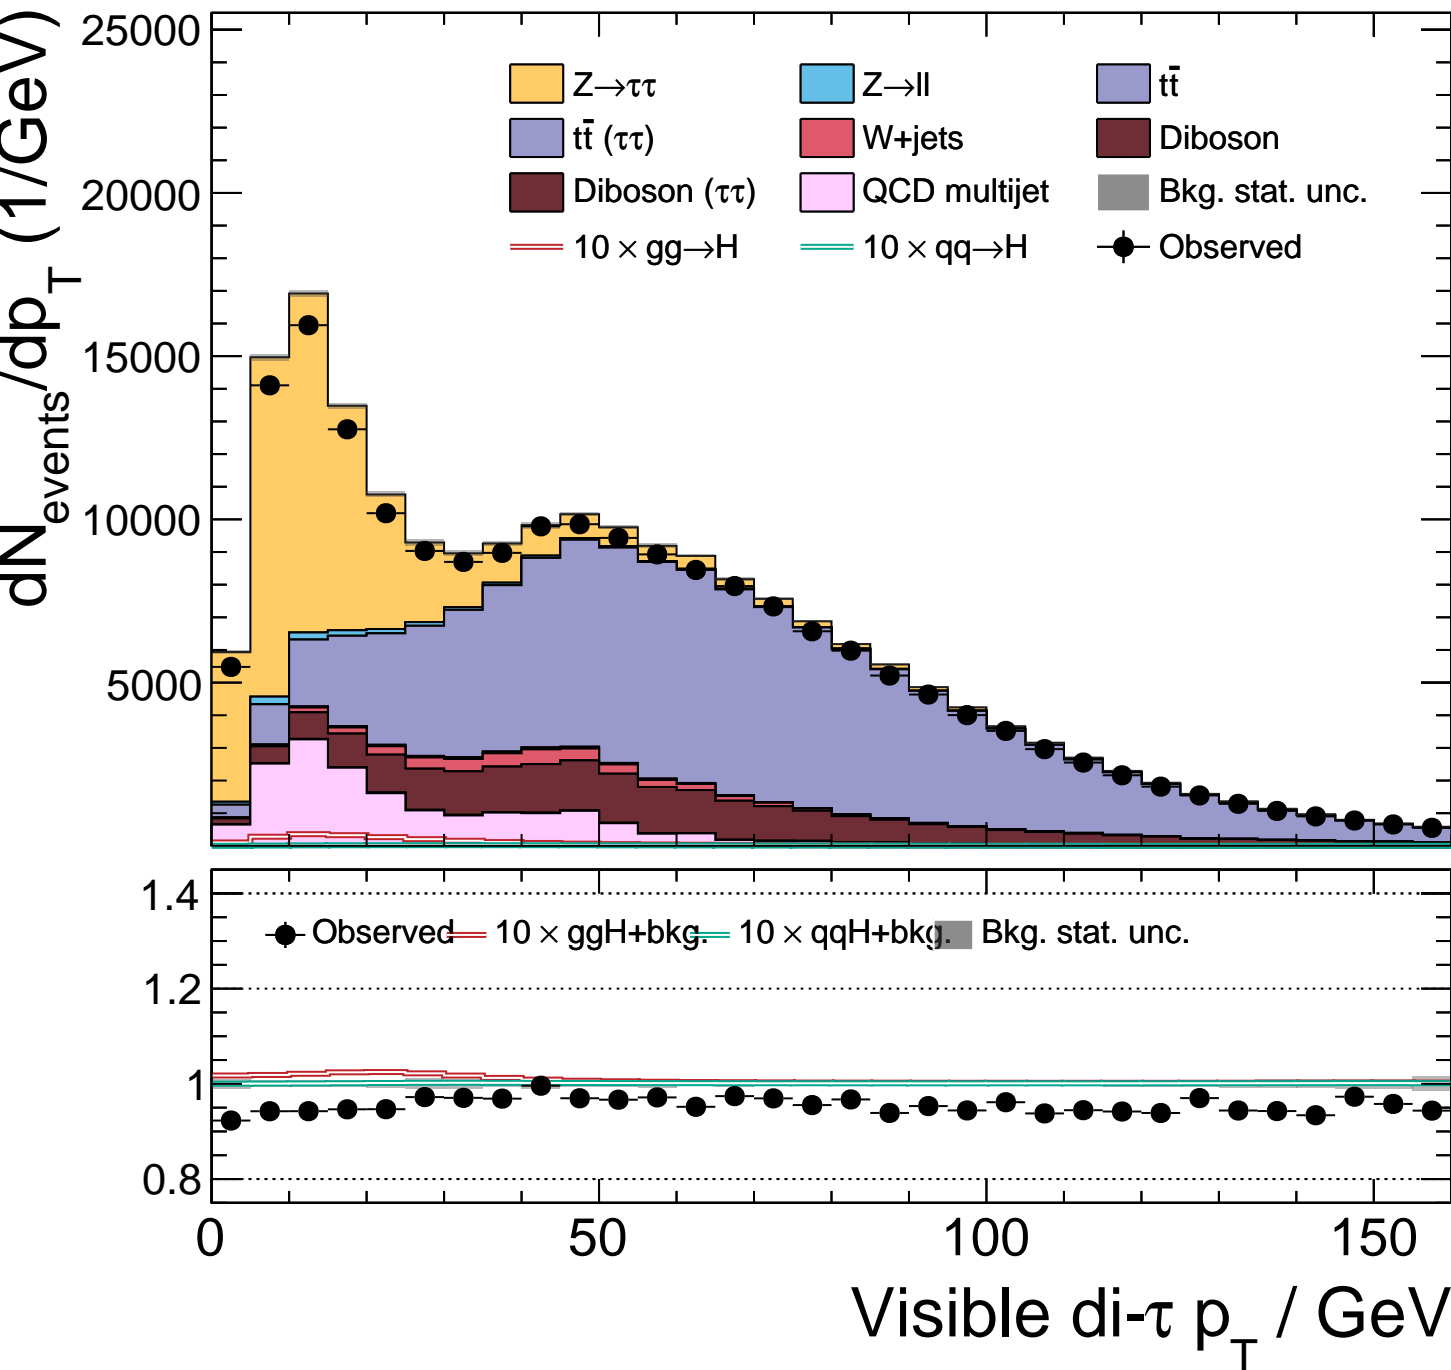 dN_events/dp_T (1/GeV)
25000
20000
15000
10000
5000
Z→ττ
Z→ll
tt̄
tt̄ (ττ)
W+jets
Diboson
Diboson (ττ)
QCD multijet
Bkg. stat. unc.
10 × gg→H
10 × qq→H
Observed
1.4
1.2
1
0.8
Observed
10 × ggH+bkg.
10 × qqH+bkg.
Bkg. stat. unc.
0
50
100
150
Visible di-τ p_T / GeV